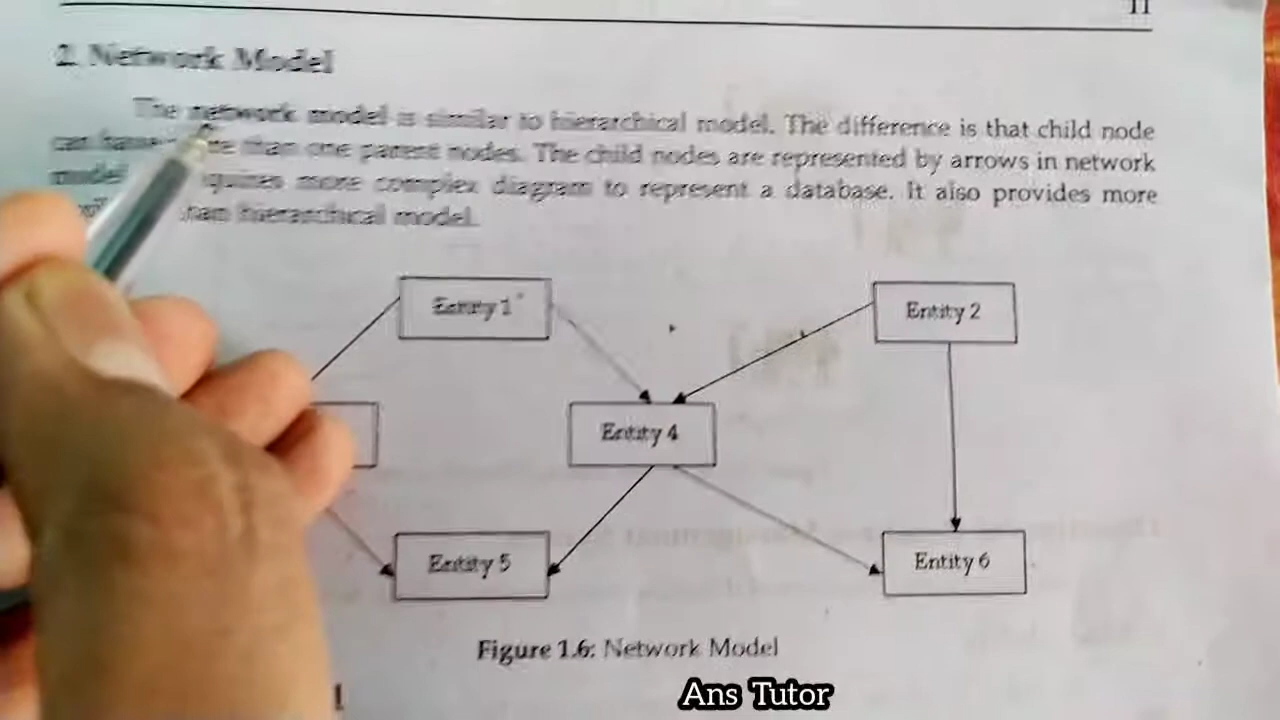 11
2. Network Model
The network model is similar to hierarchical model. The difference is that child node
can have than one parent nodes. The child nodes are represented by arrows in network
model more complex diagram to represent a database. It also provides more
hierarchical model.
Entity 1
Entity 2
Entity 4
Entity 5
Entity 6
Figure 1.6: Network Model
Ans Tutor